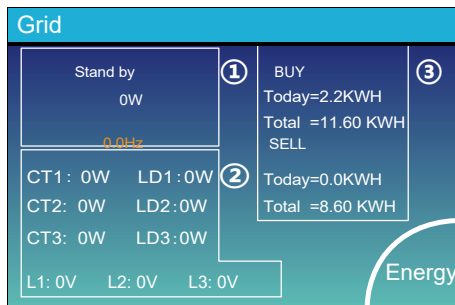 Grid
Stand by
0W
0.0Hz
①
CT1: 0W LD1:0W
②
CT2: 0W LD2:0W
CT3: 0W LD3:0W
L1: 0V L2: 0V L3: 0V
BUY
③
Today=2.2KWH
Total =11.60 KWH
SELL
Today=0.0KWH
Total =8.60 KWH
Energy